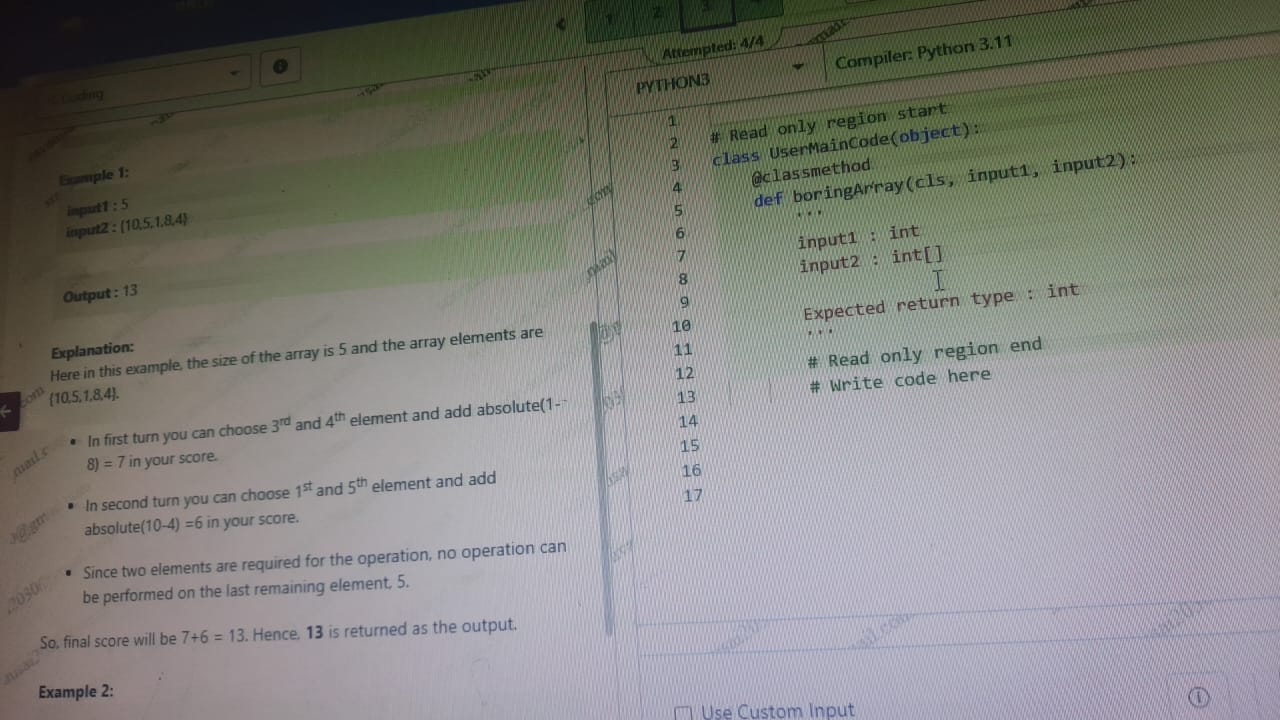 1
2
3
Attempted: 4/4
PYTHON3
Compiler: Python 3.11
Example 1:
input1 : 5
input2 : {10,5,1,8,4}
Output : 13
Explanation:
Here in this example, the size of the array is 5 and the array elements are
{10,5,1,8,4}.
• In first turn you can choose 3rd and 4th element and add absolute(1-
8) = 7 in your score.
• In second turn you can choose 1st and 5th element and add
absolute(10-4) =6 in your score.
• Since two elements are required for the operation, no operation can
be performed on the last remaining element, 5.
So, final score will be 7+6 = 13. Hence, 13 is returned as the output.
Example 2:
1
2 # Read only region start
3 class UserMainCode(object):
4 @classmethod
5 def boringArray(cls, input1, input2):
6 '''
7 input1 : int
8 input2 : int[]
9
10 Expected return type : int
11 '''
12 # Read only region end
13 # Write code here
14
15
16
17
Use Custom Input